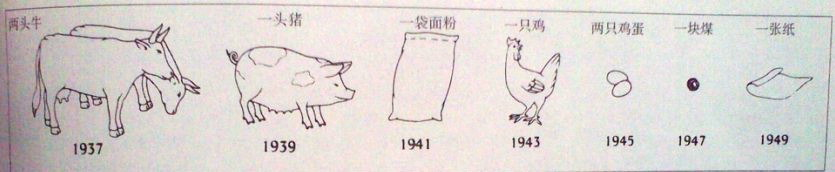 两头牛
一头猪
一袋面粉
一只鸡
两只鸡蛋
一块煤
一张纸
1937
1939
1941
1943
1945
1947
1949